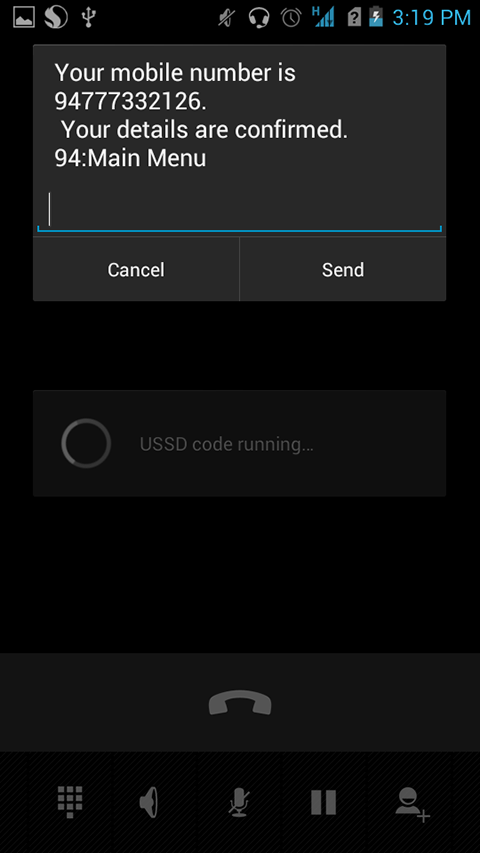 H
3:19 PM
Your mobile number is
94777332126.
Your details are confirmed.
94:Main Menu
Cancel
Send
USSD code running...